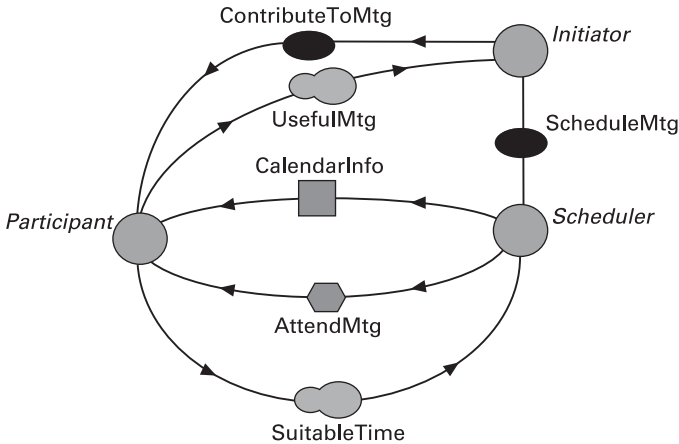 ContributeToMtg
Initiator
UsefulMtg
ScheduleMtg
CalendarInfo
Participant
Scheduler
AttendMtg
SuitableTime